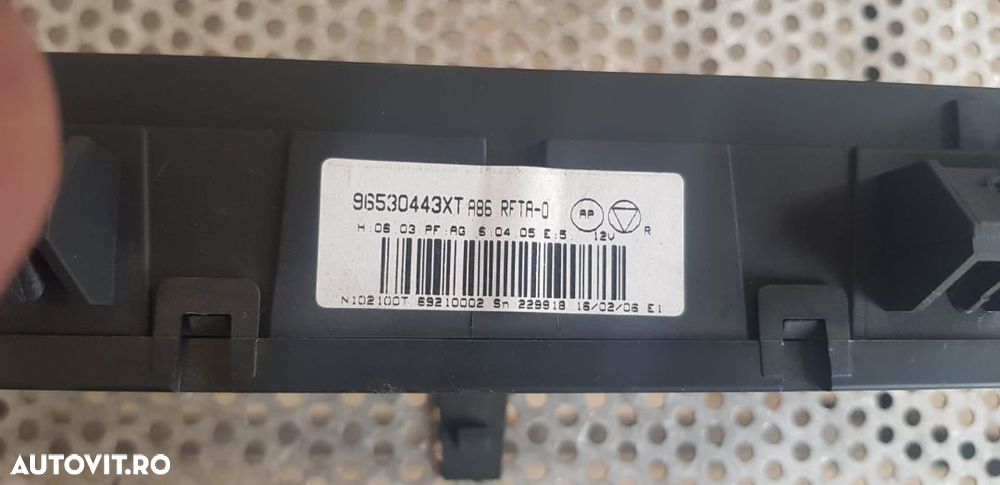 96530443XT A86 RFTA-0 AP
H:06.03 PF:AG S:04.05 E:5. 12V R
N102100T 69210002 Sn 229918 16/02/06 E1
AUTOVIT.RO